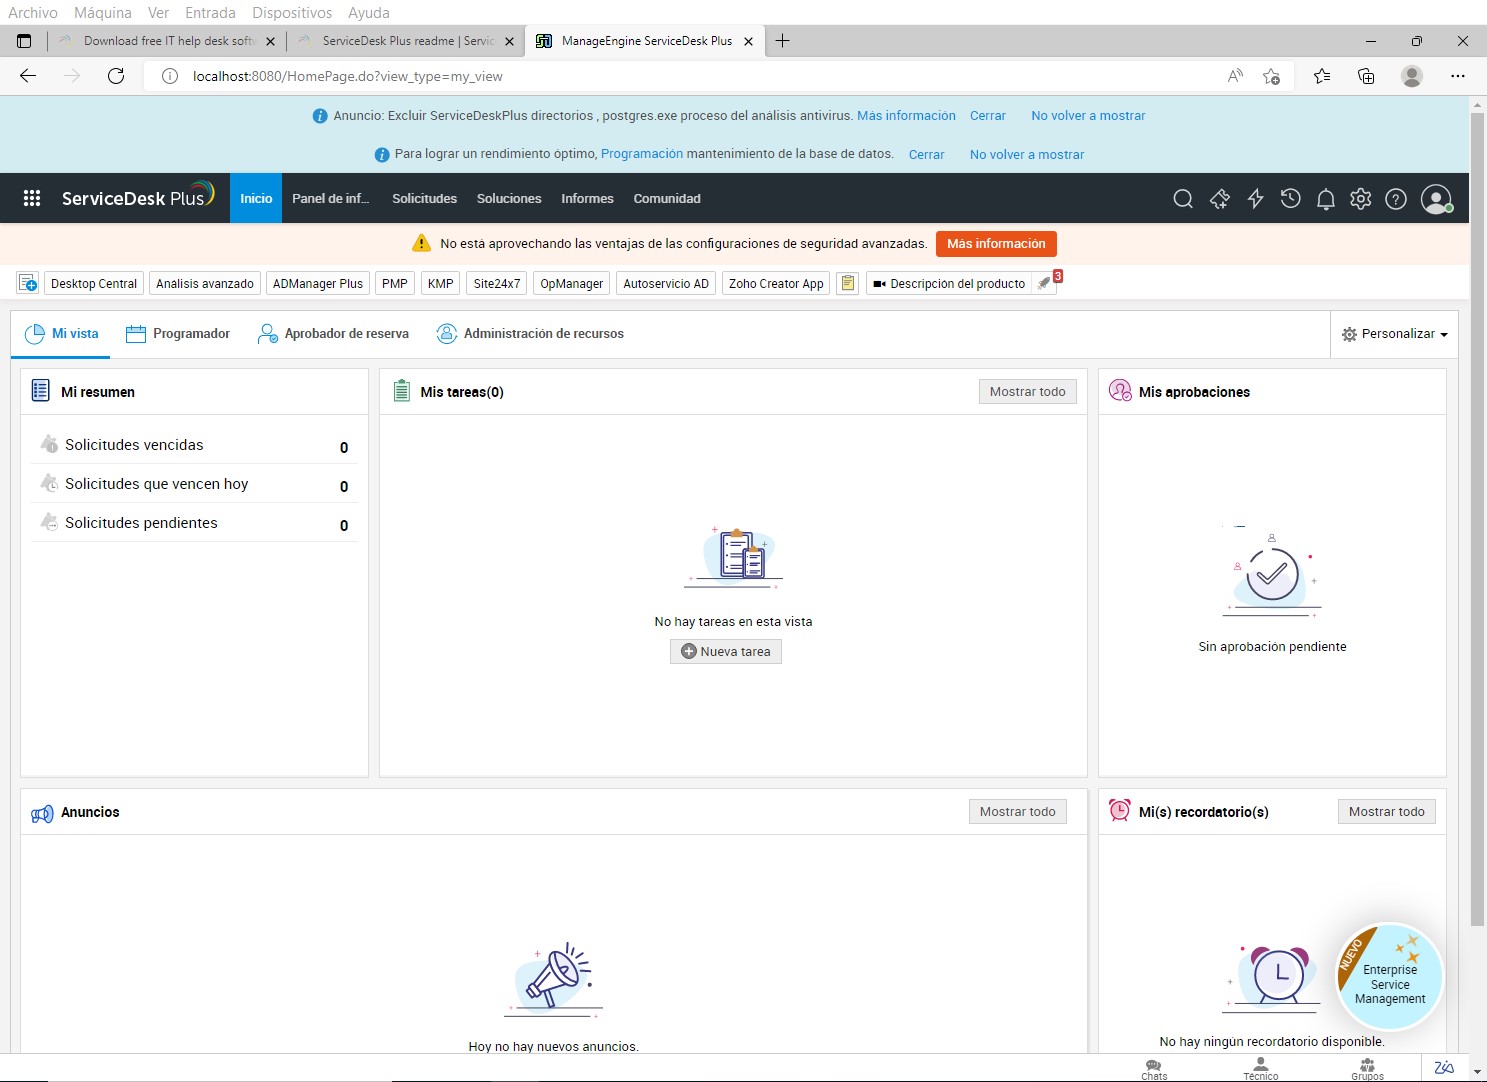 Archivo Máquina Ver Entrada Dispositivos Ayuda
Download free IT help desk soft
ServiceDesk Plus readme | Servic
ManageEngine ServiceDesk Plus
localhost:8080/HomePage.do?view_type=my_view
Anuncio: Excluir ServiceDeskPlus directorios , postgres.exe proceso del análisis antivirus. Más información Cerrar No volver a mostrar
Para lograr un rendimiento óptimo, Programación mantenimiento de la base de datos. Cerrar No volver a mostrar
ServiceDesk Plus Inicio Panel de inf... Solicitudes Soluciones Informes Comunidad
No está aprovechando las ventajas de las configuraciones de seguridad avanzadas. Más información
Desktop Central Análisis avanzado ADManager Plus PMP KMP Site24x7 OpManager Autoservicio AD Zoho Creator App Descripción del producto 3
Mi vista Programador Aprobador de reserva Administración de recursos Personalizar
Mi resumen
Solicitudes vencidas 0
Solicitudes que vencen hoy 0
Solicitudes pendientes 0
Mis tareas(0) Mostrar todo
No hay tareas en esta vista
Nueva tarea
Mis aprobaciones
Sin aprobación pendiente
Anuncios Mostrar todo
Hoy no hay nuevos anuncios.
Mi(s) recordatorio(s) Mostrar todo
No hay ningún recordatorio disponible.
NUEVO
Enterprise
Service
Management
Chats Técnico Grupos Zia